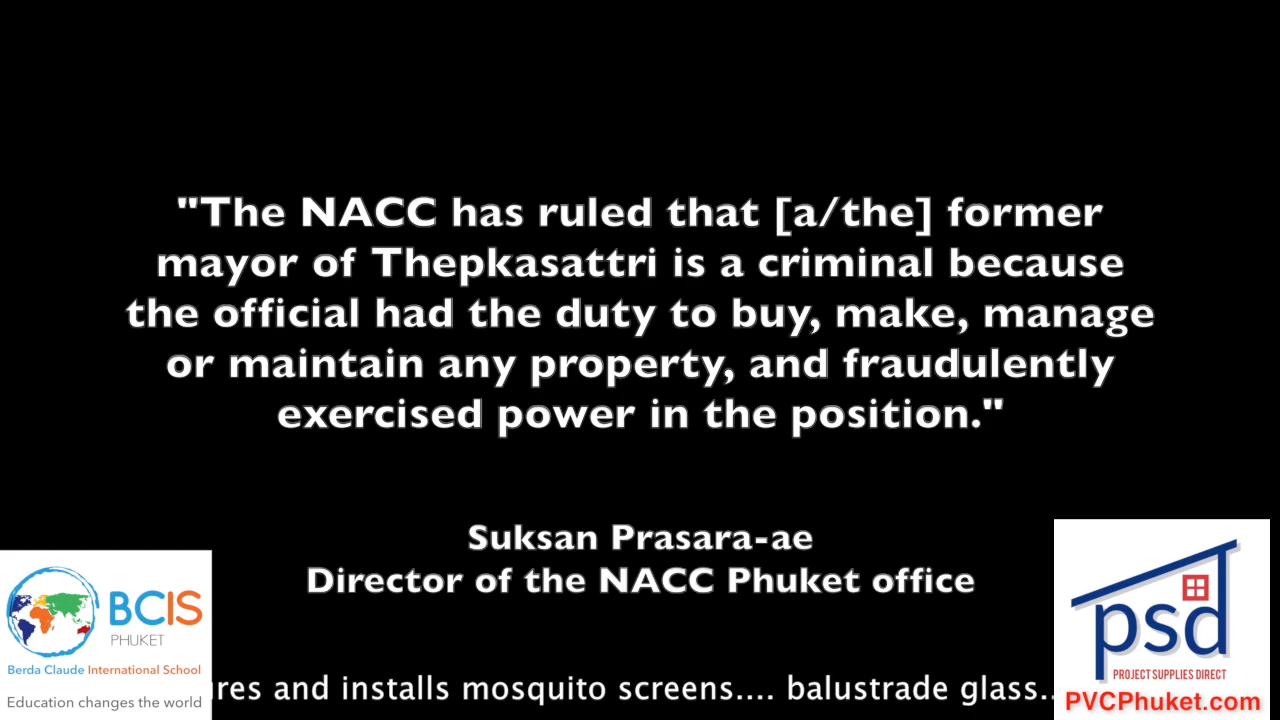 "The NACC has ruled that [a/the] former
mayor of Thepkasattri is a criminal because
the official had the duty to buy, make, manage
or maintain any property, and fraudulently
exercised power in the position."
Suksan Prasara-ae
Director of the NACC Phuket office
BCIS
PHUKET
Berda Claude International School
Education changes the world
ures and installs mosquito screens.... balustrade glass..
psd
PROJECT SUPPLIES DIRECT
PVCPhuket.com